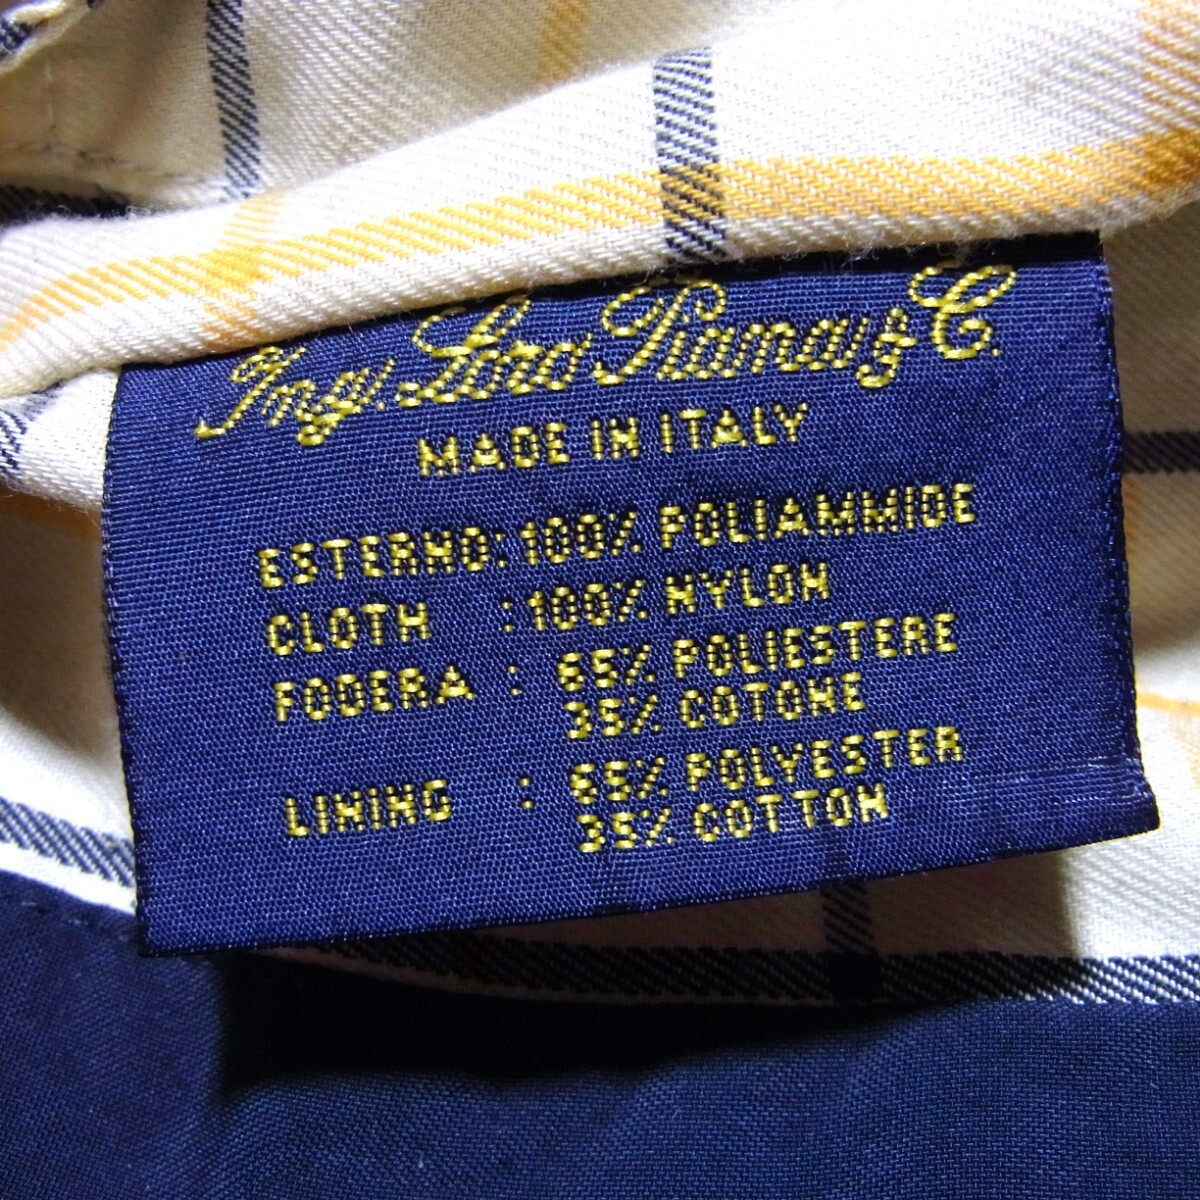 Ing. Loro Piana & C.
MADE IN ITALY
ESTERNO: 100% POLIAMMIDE
CLOTH : 100% NYLON
FODERA : 65% POLIESTERE
35% COTONE
LINING : 65% POLYESTER
35% COTTON